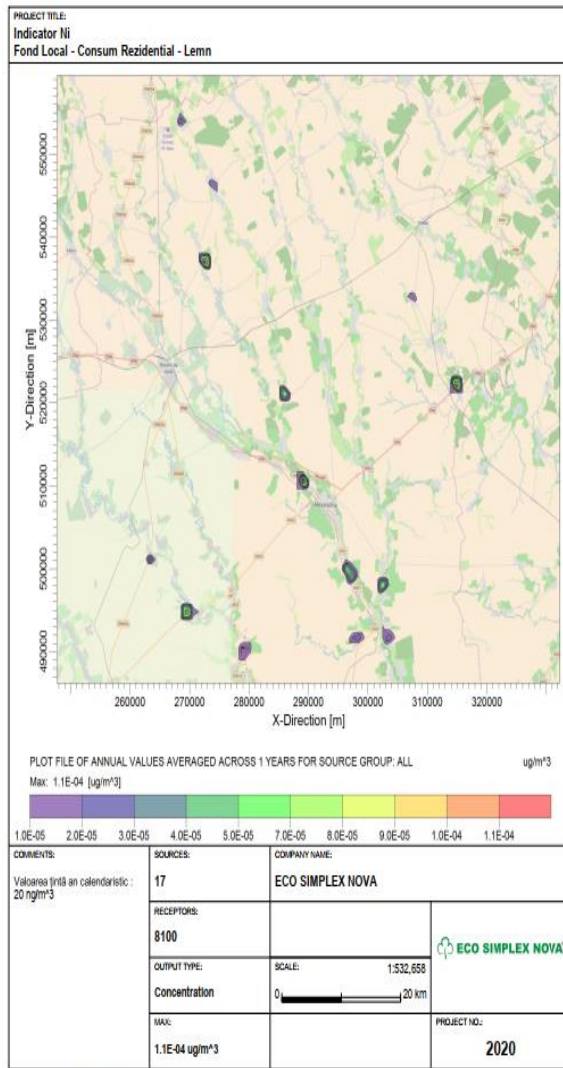 PROJECT TITLE:
Indicator Ni
Fond Local - Consum Rezidential - Lemn
Y-Direction [m]
550000
540000
530000
520000
510000
500000
490000
260000 270000 280000 290000 300000 310000 320000
X-Direction [m]
PLOT FILE OF ANNUAL VALUES AVERAGED ACROSS 1 YEARS FOR SOURCE GROUP: ALL ug/m^3
Max: 1.1E-04 [ug/m^3]
1.0E-05 2.0E-05 3.0E-05 4.0E-05 5.0E-05 7.0E-05 8.0E-05 9.0E-05 1.0E-04 1.1E-04
COMMENTS:
Valoarea țintă an calendaristic :
20 ng/m^3
SOURCES:
17
COMPANY NAME:
ECO SIMPLEX NOVA
RECEPTORS:
8100
ECO SIMPLEX NOVA
OUTPUT TYPE:
Concentration
SCALE: 1:532,658
0 20 km
MAX:
1.1E-04 ug/m^3
PROJECT NO.:
2020